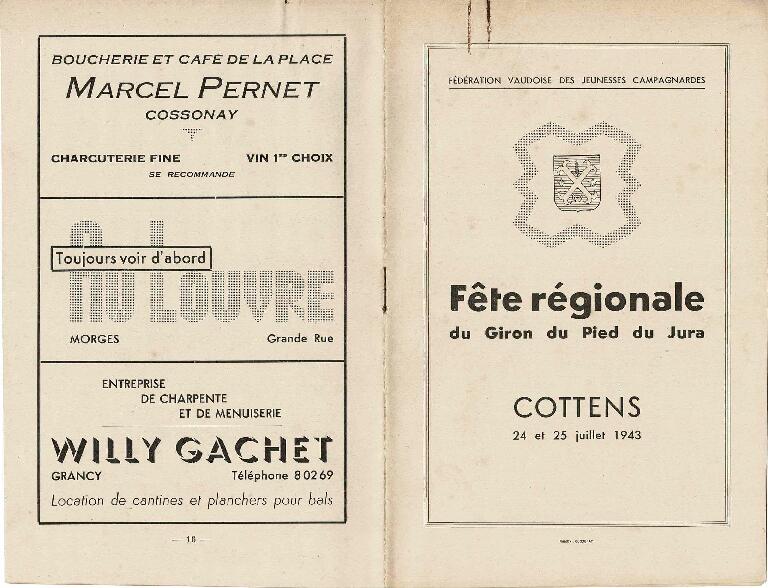 BOUCHERIE ET CAFÉ DE LA PLACE
MARCEL PERNET
COSSONAY
CHARCUTERIE FINE VIN 1er CHOIX
SE RECOMMANDE
Toujours voir d'abord
AU LOUVRE
MORGES Grande Rue
ENTREPRISE
DE CHARPENTE
ET DE MENUISERIE
WILLY GACHET
GRANCY Téléphone 80269
Location de cantines et planchers pour bals
— 16 —
FÉDÉRATION VAUDOISE DES JEUNESSES CAMPAGNARDES
Fête régionale
du Giron du Pied du Jura
COTTENS
24 et 25 juillet 1943